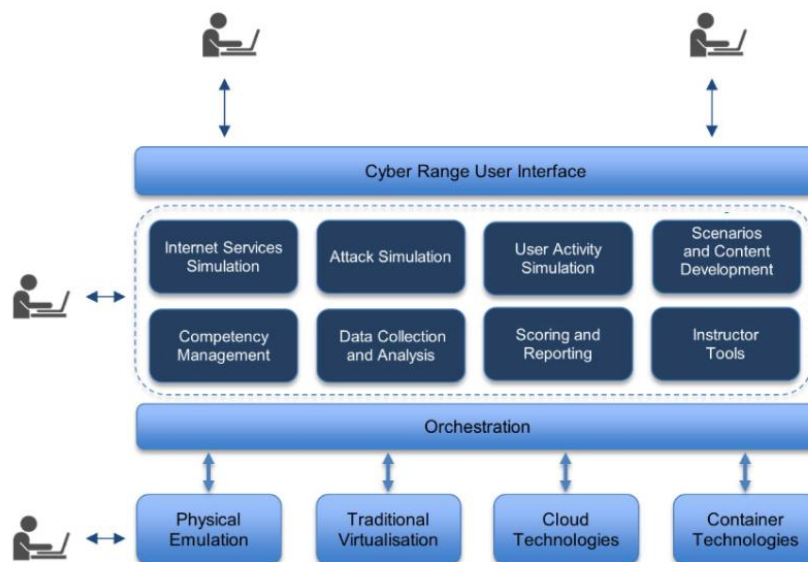 Cyber Range User Interface
Internet Services
Simulation
Attack Simulation
User Activity
Simulation
Scenarios
and Content
Development
Competency
Management
Data Collection
and Analysis
Scoring and
Reporting
Instructor
Tools
Orchestration
Physical
Emulation
Traditional
Virtualisation
Cloud
Technologies
Container
Technologies